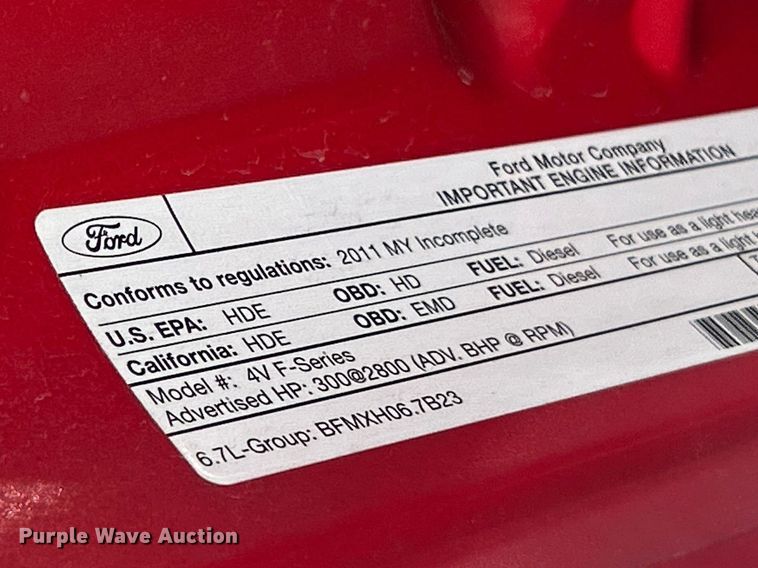 Ford Motor Company
IMPORTANT ENGINE INFORMATION
Ford
Conforms to regulations: 2011 MY Incomplete
U.S. EPA: HDE OBD: HD FUEL: Diesel For use as a light
California: HDE OBD: EMD FUEL: Diesel For use as a light
Model #: 4V F-Series
Advertised HP: 300@2800 (ADV. BHP @ RPM)
6.7L-Group: BFMXH06.7B23
Purple Wave Auction